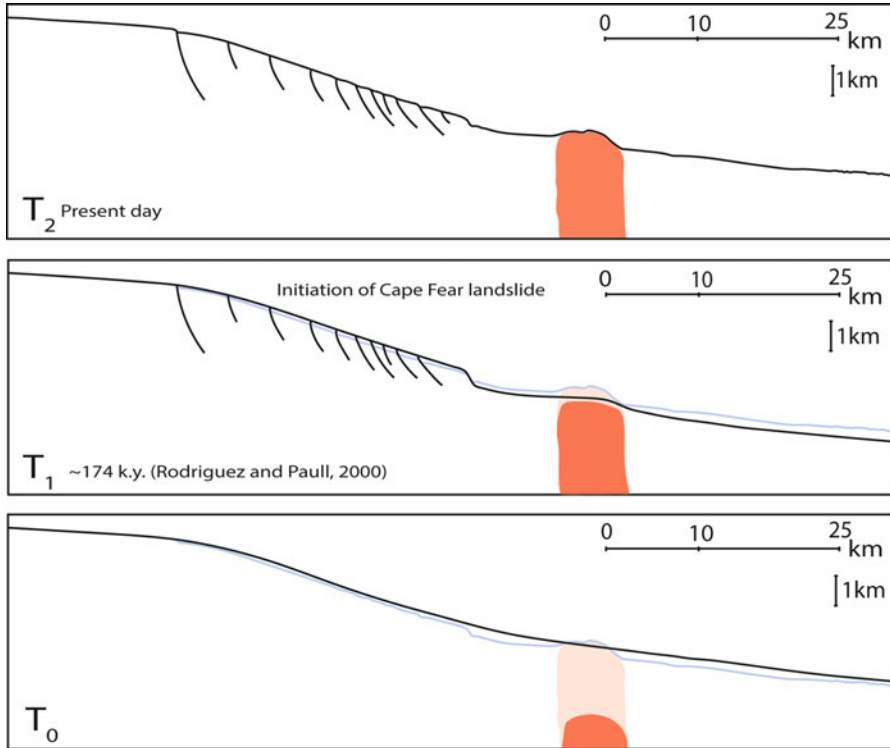 0 10 25
km
1km
T2 Present day
Initiation of Cape Fear landslide
0 10 25
km
1km
T1 ~174 k.y. (Rodriguez and Paull, 2000)
0 10 25
km
1km
T0